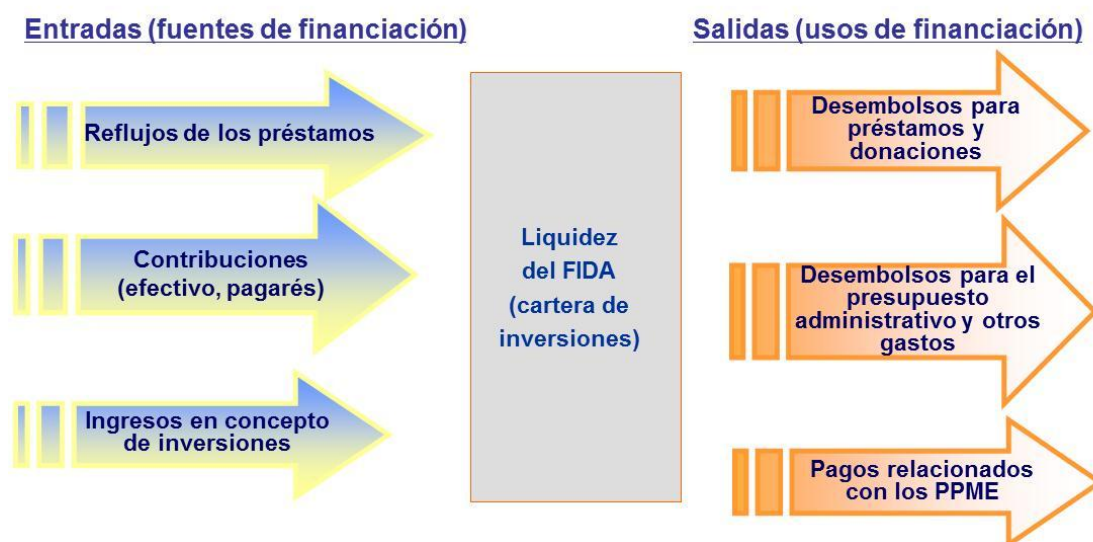 Entradas (fuentes de financiación)
Reflujos de los préstamos
Contribuciones
(efectivo, pagarés)
Ingresos en concepto
de inversiones
Liquidez
del FIDA
(cartera de
inversiones)
Salidas (usos de financiación)
Desembolsos para
préstamos y
donaciones
Desembolsos para el
presupuesto
administrativo y otros
gastos
Pagos relacionados
con los PPME